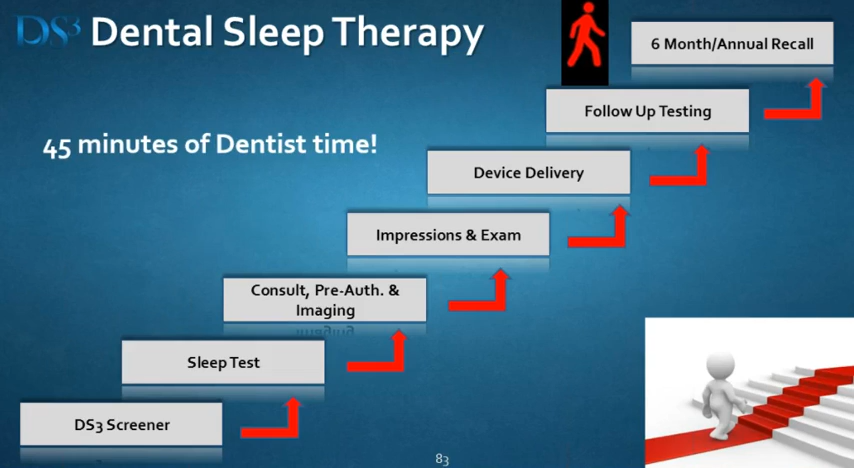 DS3 Dental Sleep Therapy
6 Month/Annual Recall
Follow Up Testing
45 minutes of Dentist time!
Device Delivery
Impressions & Exam
Consult, Pre-Auth. &
Imaging
Sleep Test
DS3 Screener
83